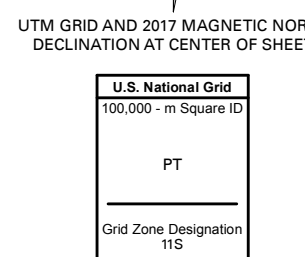 UTM GRID AND 2017 MAGNETIC NOR
DECLINATION AT CENTER OF SHEET
U.S. National Grid
100,000 - m Square ID
PT
Grid Zone Designation
11S